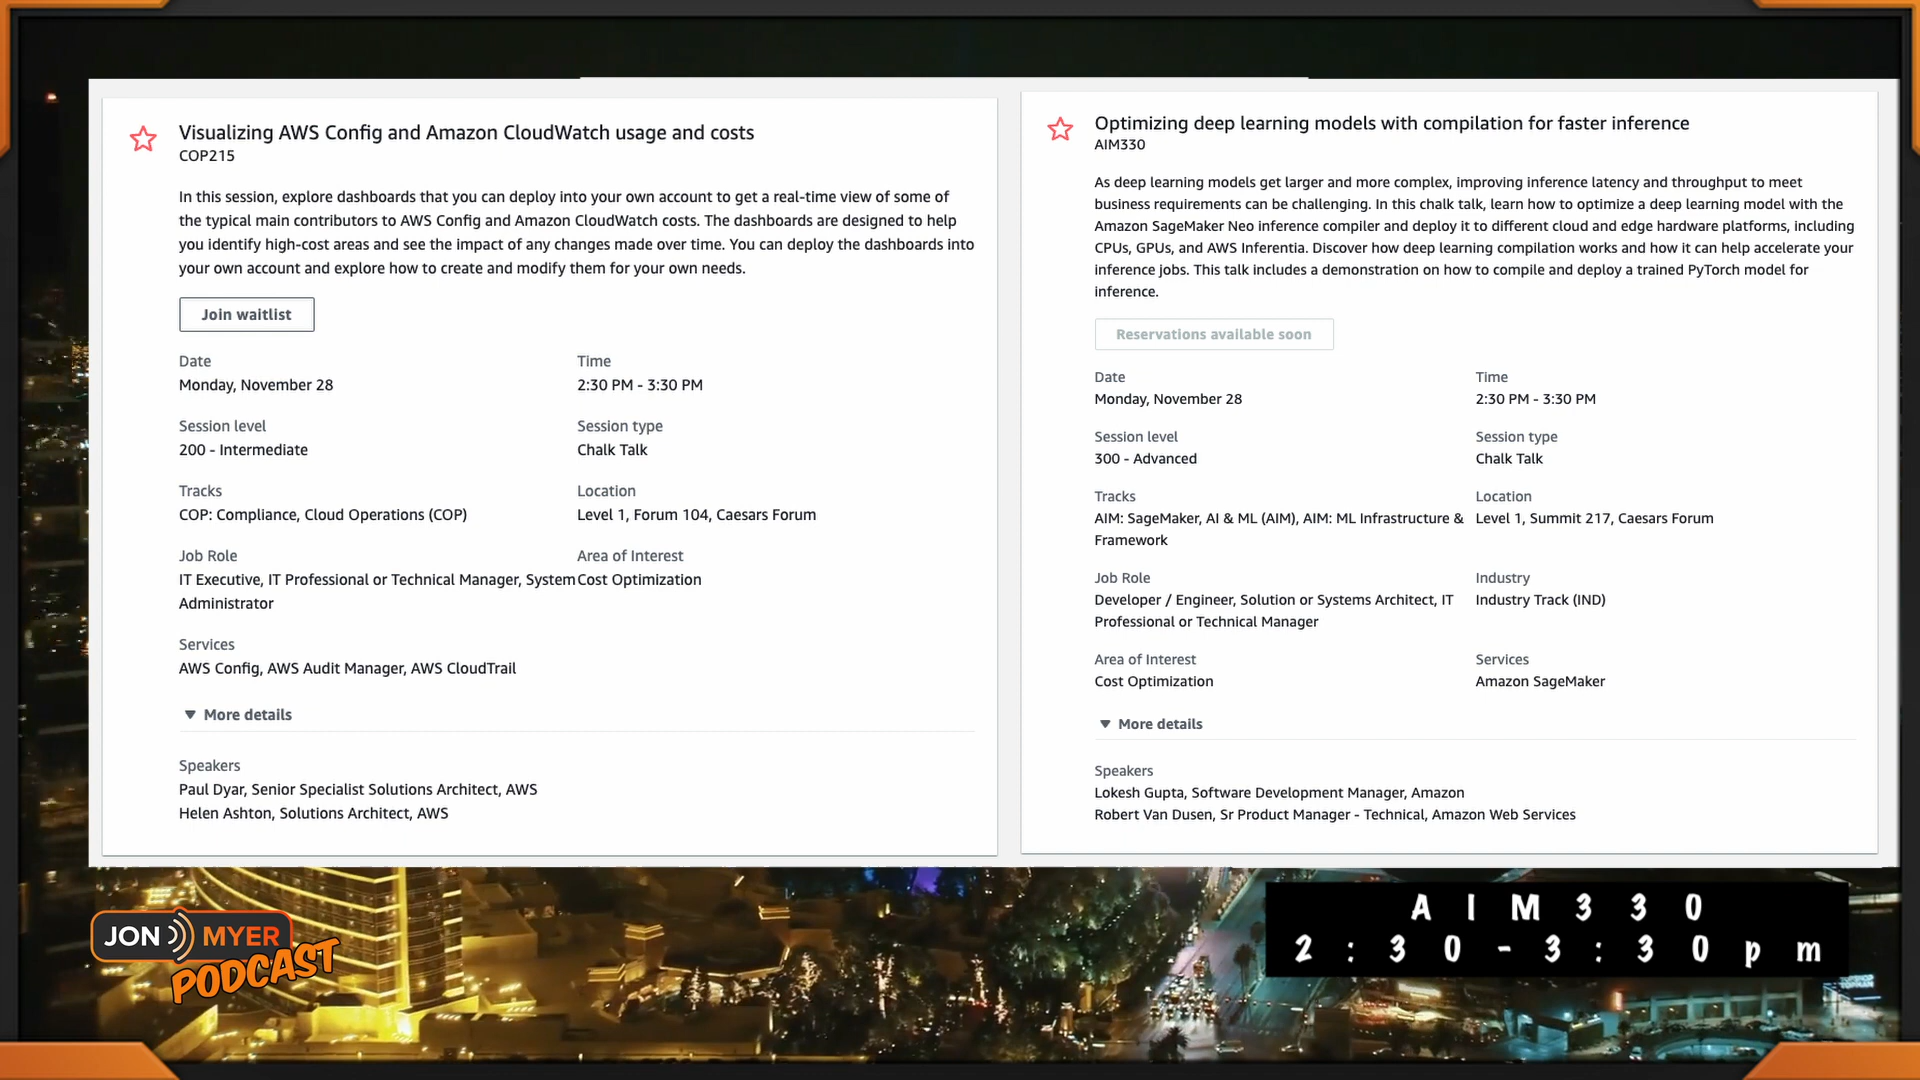 Visualizing AWS Config and Amazon CloudWatch usage and costs
COP215
In this session, explore dashboards that you can deploy into your own account to get a real-time view of some of
the typical main contributors to AWS Config and Amazon CloudWatch costs. The dashboards are designed to help
you identify high-cost areas and see the impact of any changes made over time. You can deploy the dashboards into
your own account and explore how to create and modify them for your own needs.
Join waitlist
Date
Monday, November 28
Time
2:30 PM - 3:30 PM
Session level
200 - Intermediate
Session type
Chalk Talk
Tracks
COP: Compliance, Cloud Operations (COP)
Location
Level 1, Forum 104, Caesars Forum
Job Role
IT Executive, IT Professional or Technical Manager, System
Administrator
Area of Interest
Cost Optimization
Services
AWS Config, AWS Audit Manager, AWS CloudTrail
More details
Speakers
Paul Dyar, Senior Specialist Solutions Architect, AWS
Helen Ashton, Solutions Architect, AWS
Optimizing deep learning models with compilation for faster inference
AIM330
As deep learning models get larger and more complex, improving inference latency and throughput to meet
business requirements can be challenging. In this chalk talk, learn how to optimize a deep learning model with the
Amazon SageMaker Neo inference compiler and deploy it to different cloud and edge hardware platforms, including
CPUs, GPUs, and AWS Inferentia. Discover how deep learning compilation works and how it can help accelerate your
inference jobs. This talk includes a demonstration on how to compile and deploy a trained PyTorch model for
inference.
Reservations available soon
Date
Monday, November 28
Time
2:30 PM - 3:30 PM
Session level
300 - Advanced
Session type
Chalk Talk
Tracks
AIM: SageMaker, AI & ML (AIM), AIM: ML Infrastructure &
Framework
Location
Level 1, Summit 217, Caesars Forum
Job Role
Developer / Engineer, Solution or Systems Architect, IT
Professional or Technical Manager
Industry
Industry Track (IND)
Area of Interest
Cost Optimization
Services
Amazon SageMaker
More details
Speakers
Lokesh Gupta, Software Development Manager, Amazon
Robert Van Dusen, Sr Product Manager - Technical, Amazon Web Services
JON MYER
PODCAST
AIM330
2:30-3:30pm